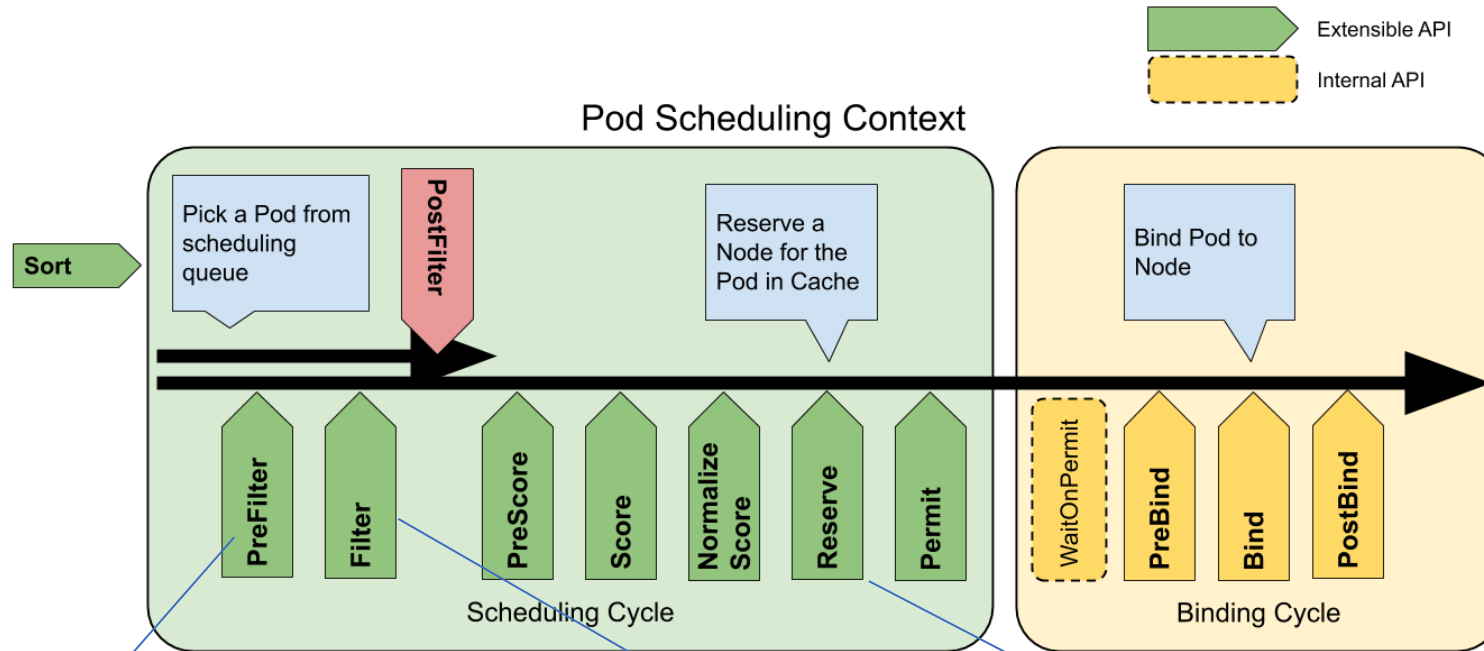 Extensible API
Internal API
Pod Scheduling Context
Sort
Pick a Pod from
scheduling
queue
PostFilter
Reserve a
Node for the
Pod in Cache
Bind Pod to
Node
PreFilter
Filter
PreScore
Score
Normalize
Score
Reserve
Permit
WaitOnPermit
PreBind
Bind
PostBind
Scheduling Cycle
Binding Cycle